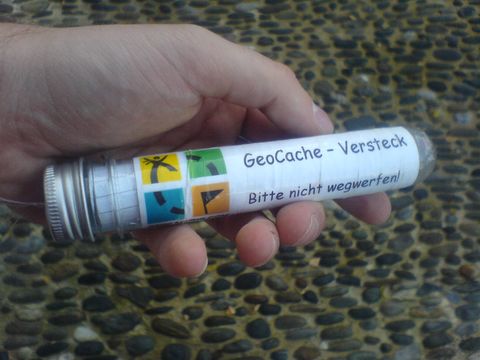 GeoCache - Versteck
Bitte nicht wegwerfen!